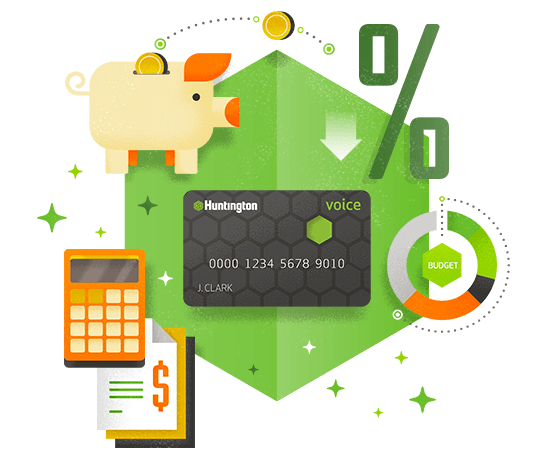 %
Huntington
voice
0000 1234 5678 9010
J.CLARK
BUDGET
$